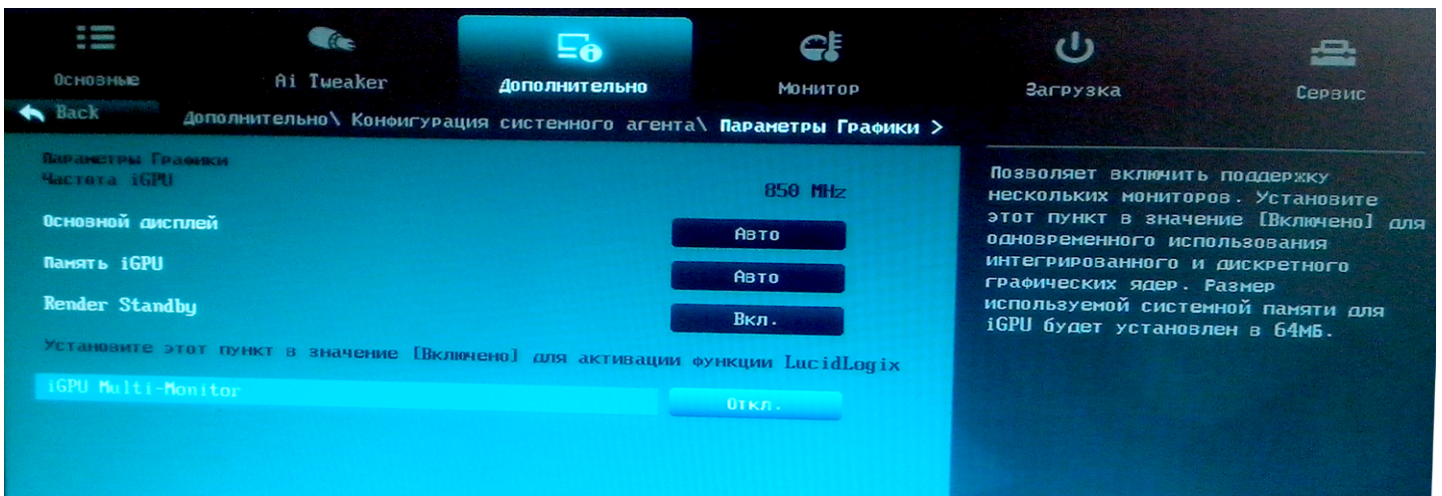 Основные
Ai Tweaker
Дополнительно
Монитор
Загрузка
Сервис
Back
Дополнительно\ Конфигурация системного агента\ Параметры Графики >
Параметры Графики
Частота iGPU
850 MHz
Основной дисплей
Авто
Память iGPU
Авто
Render Standby
Вкл.
Установите этот пункт в значение [Включено] для активации функции LucidLogix
iGPU Multi-Monitor
Откл.
Позволяет включить поддержку
нескольких мониторов. Установите
этот пункт в значение [Включено] для
одновременного использования
интегрированного и дискретного
графических ядер. Размер
используемой системной памяти для
iGPU будет установлен в 64мб.